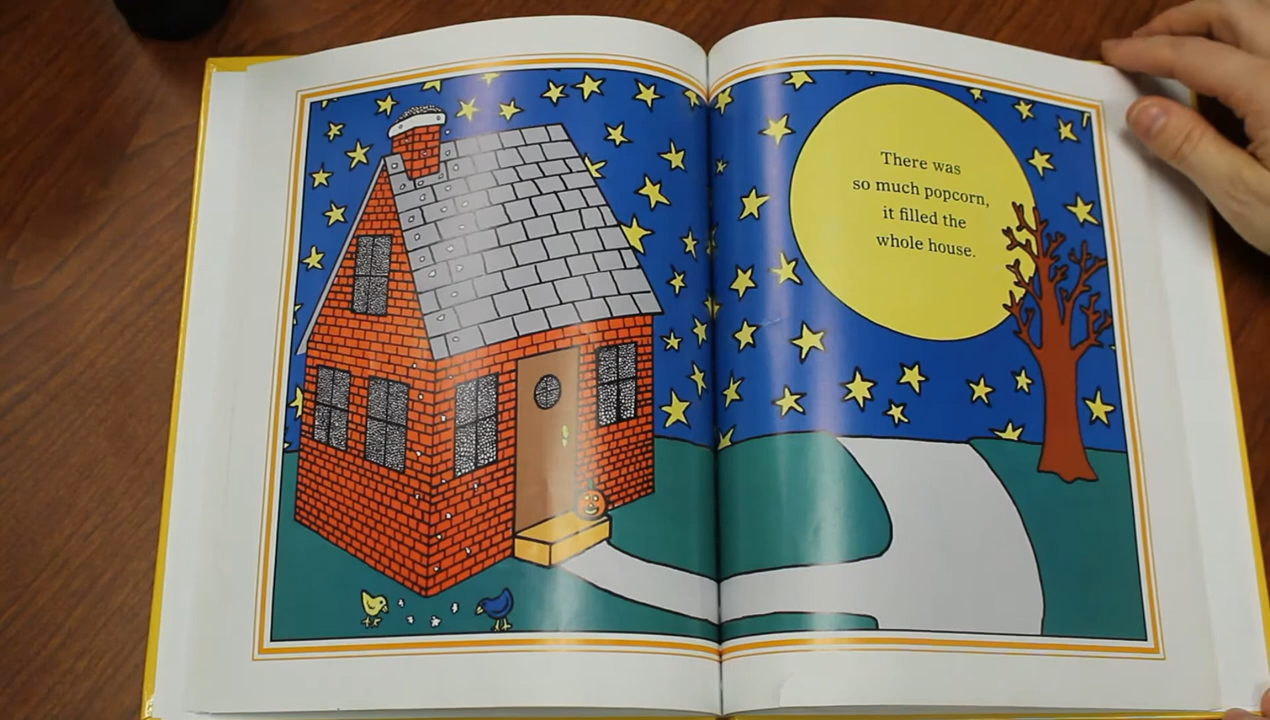 There was
so much popcorn,
it filled the
whole house.